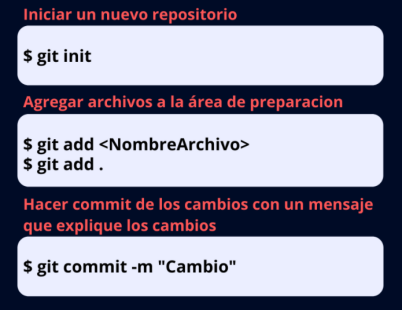 Iniciar un nuevo repositorio
$ git init
Agregar archivos a la área de preparacion
$ git add <NombreArchivo>
$ git add .
Hacer commit de los cambios con un mensaje
que explique los cambios
$ git commit -m "Cambio"